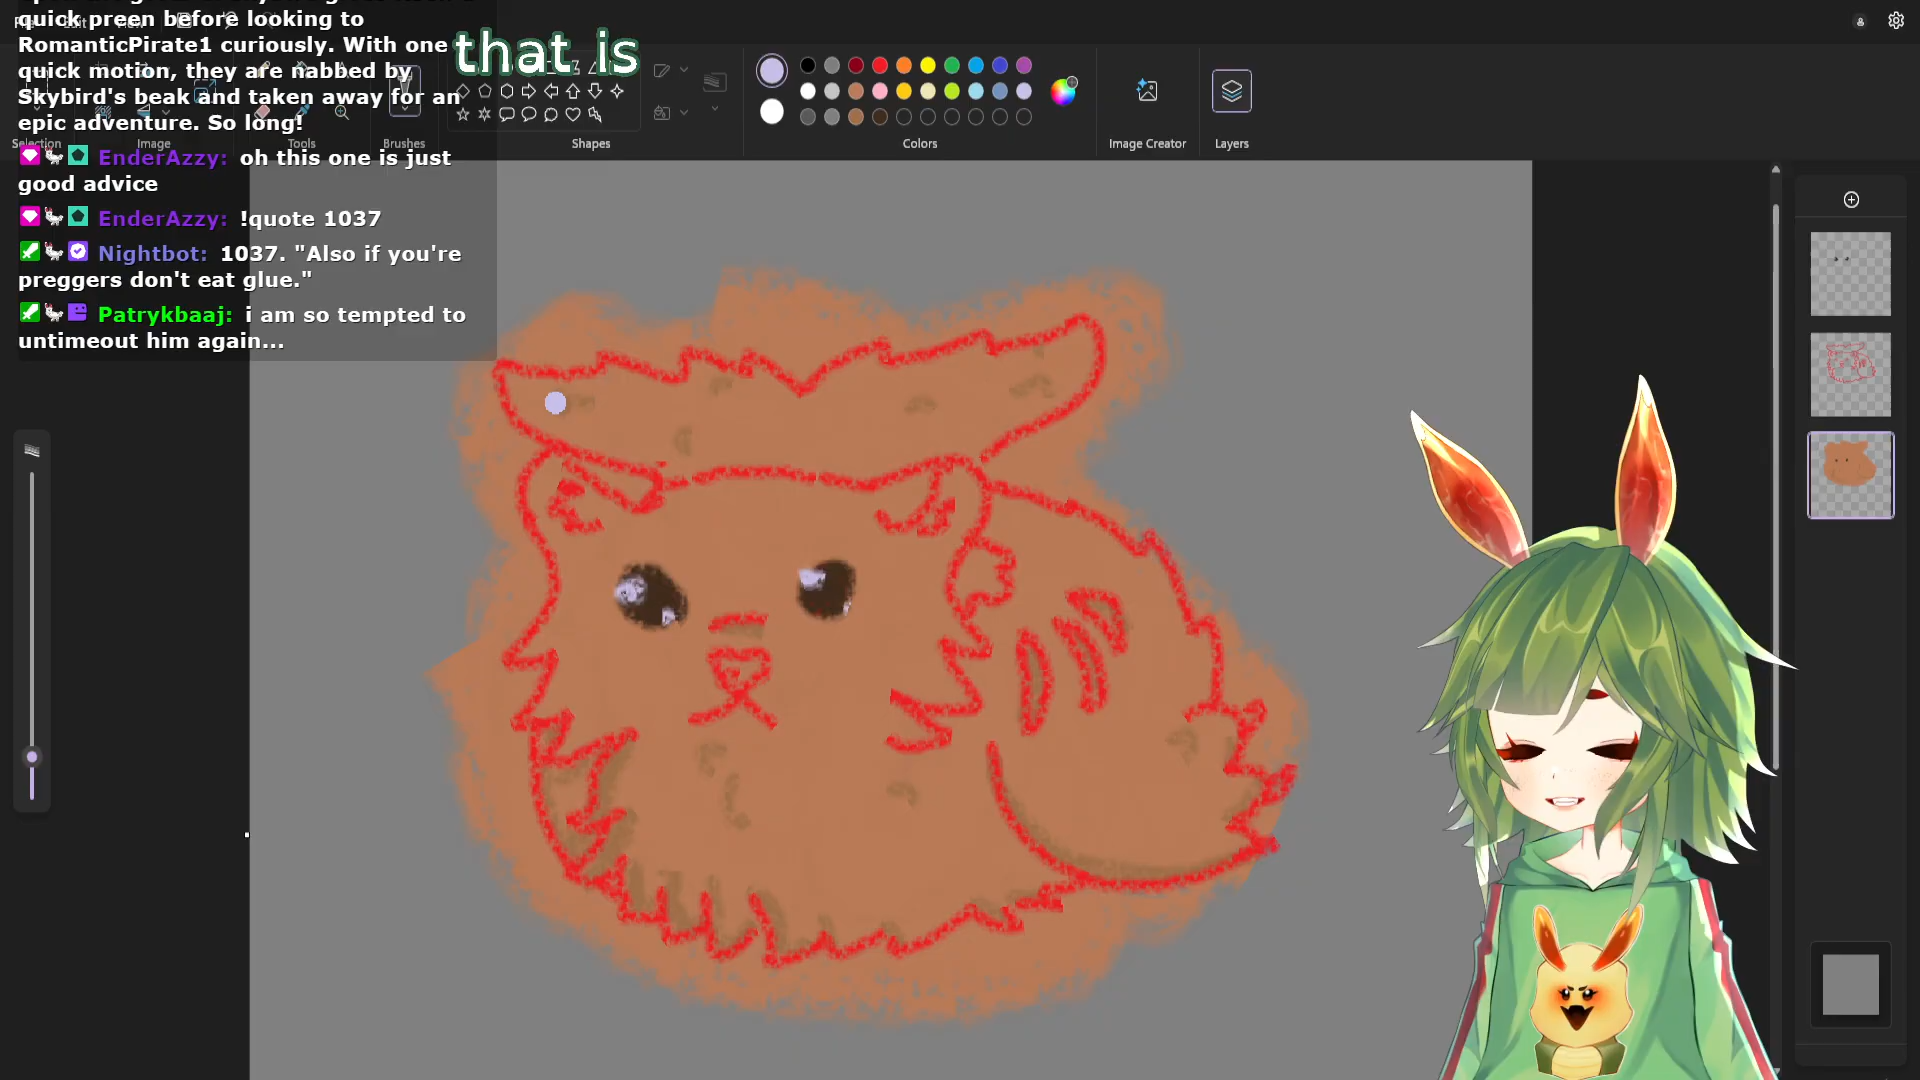 quick preen before looking to
RomanticPirate1 curiously. With one
quick motion, they are nabbed by
Skybird's beak and taken away for an
epic adventure. So long!
EnderAzzy: oh this one is just
good advice
EnderAzzy: !quote 1037
Nightbot: 1037. "Also if you're
preggers don't eat glue."
Patrykbaaj: i am so tempted to
untimeout him again...
that is
Selection
Image
Tools
Brushes
Shapes
Colors
Image Creator
Layers